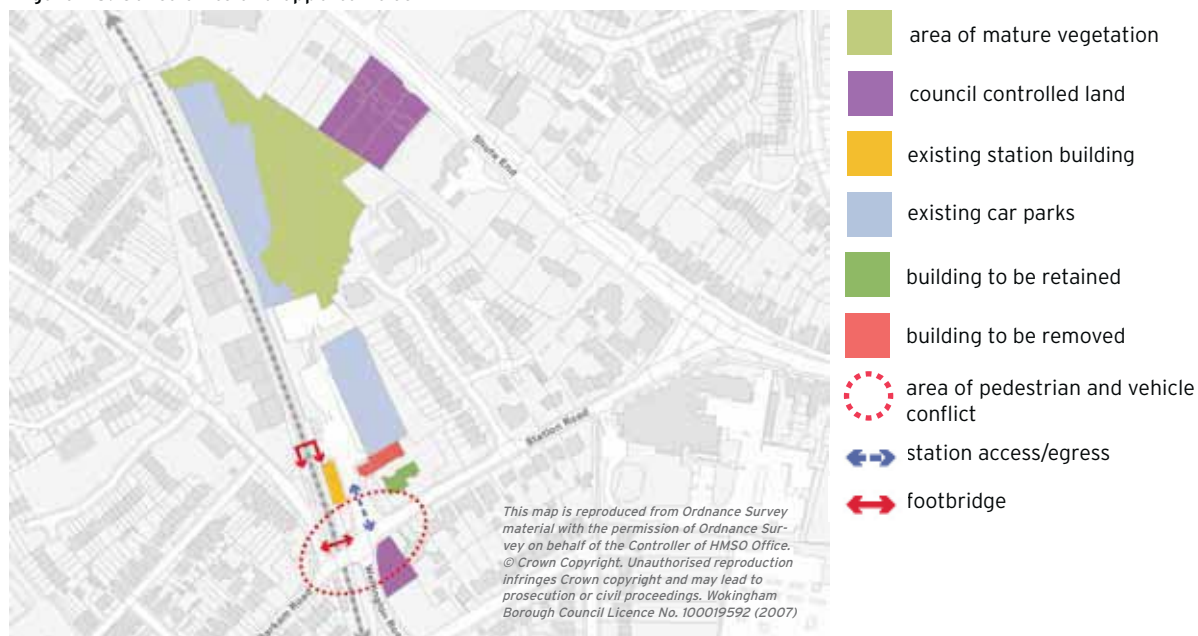 area of mature vegetation
council controlled land
existing station building
existing car parks
building to be retained
building to be removed
area of pedestrian and vehicle
conflict
station access/egress
footbridge
Shute End
Station Road
This map is reproduced from Ordnance Survey
material with the permission of Ordnance Sur-
vey on behalf of the Controller of HMSO Office.
© Crown Copyright. Unauthorised reproduction
infringes Crown copyright and may lead to
prosecution or civil proceedings. Wokingham
Borough Council Licence No. 100019592 (2007)